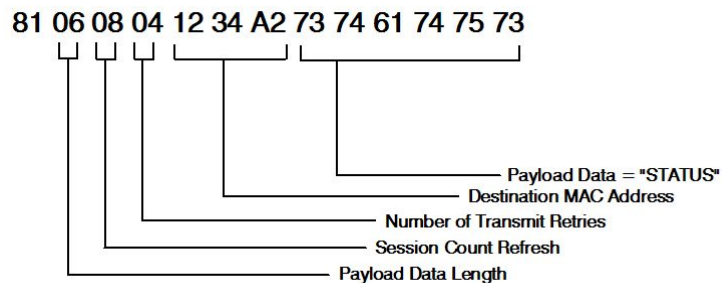 81 06 08 04 12 34 A2 73 74 61 74 75 73
Payload Data = "STATUS"
Destination MAC Address
Number of Transmit Retries
Session Count Refresh
Payload Data Length